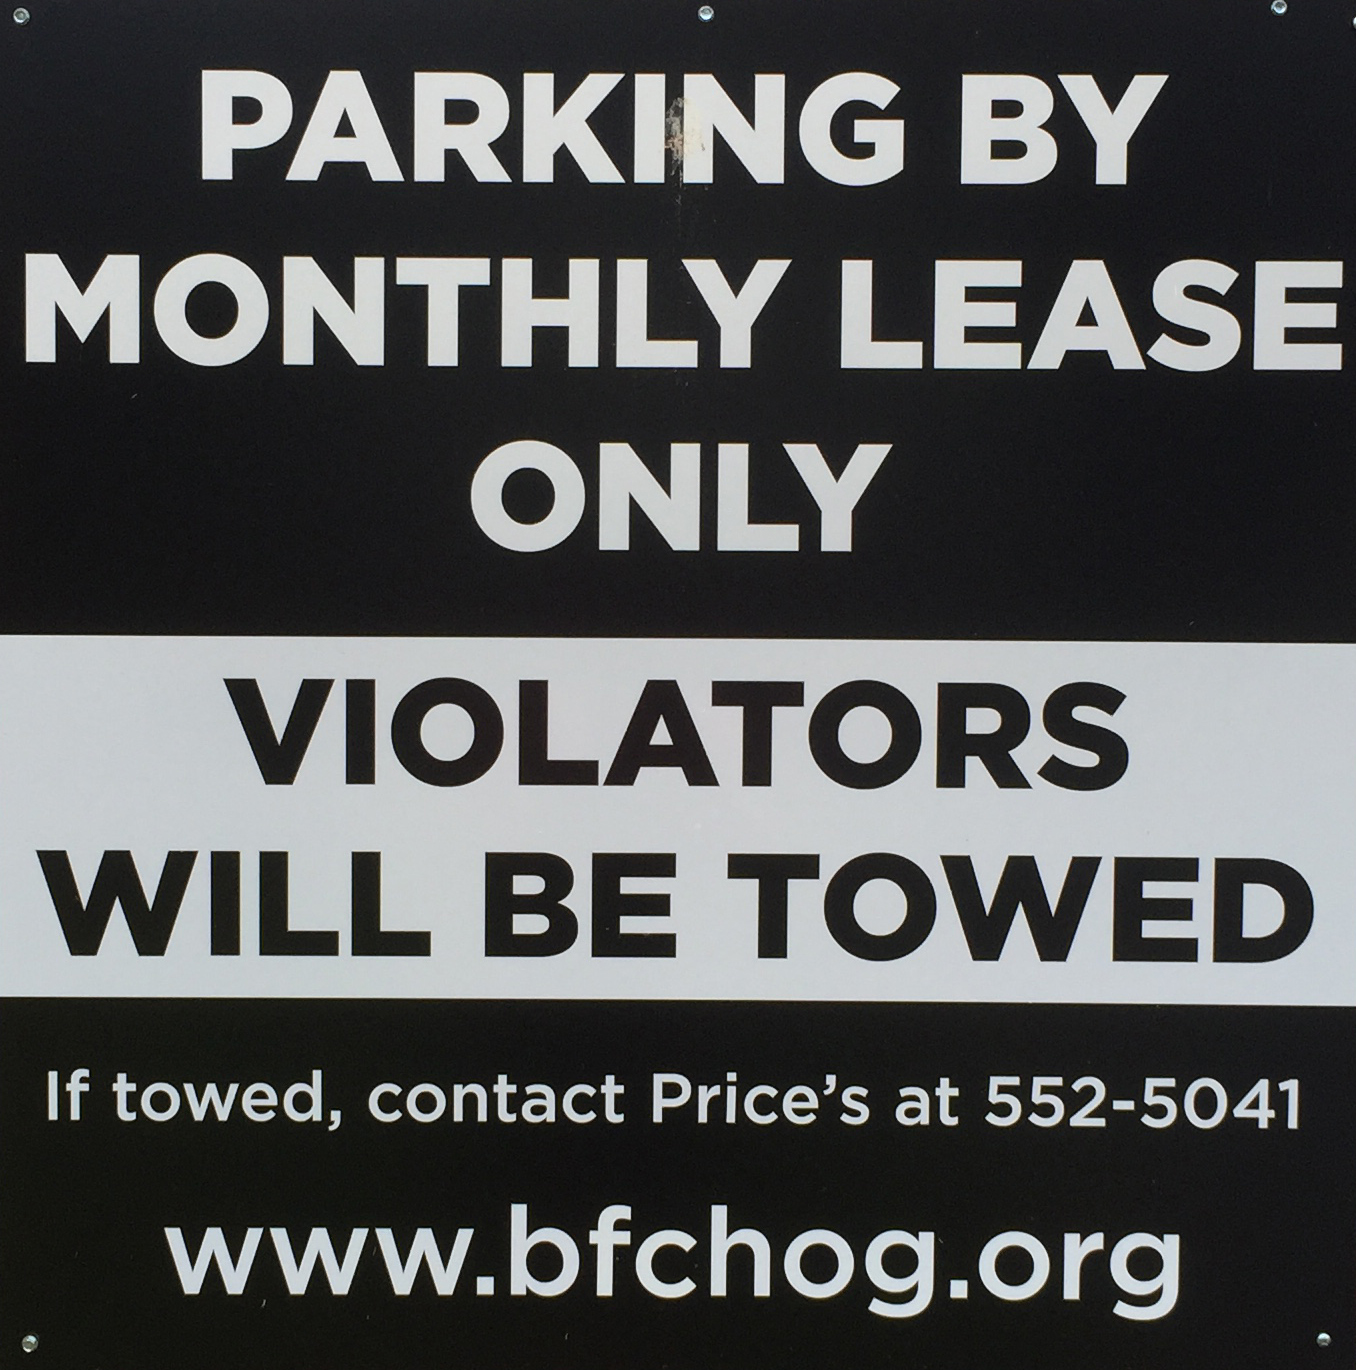 PARKING BY
MONTHLY LEASE
ONLY
VIOLATORS
WILL BE TOWED
If towed, contact Price’s at 552-5041
www.bfchog.org